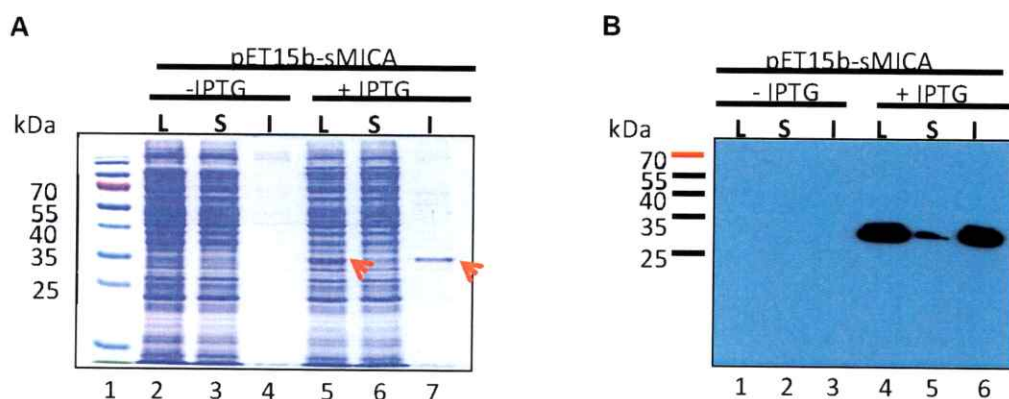 A
pET15b-sMICA
-IPTG + IPTG
kDa L S I L S I
70
55
40
35
25
1 2 3 4 5 6 7
B
pET15b-sMICA
- IPTG + IPTG
L S I L S I
70
55
40
35
25
1 2 3 4 5 6